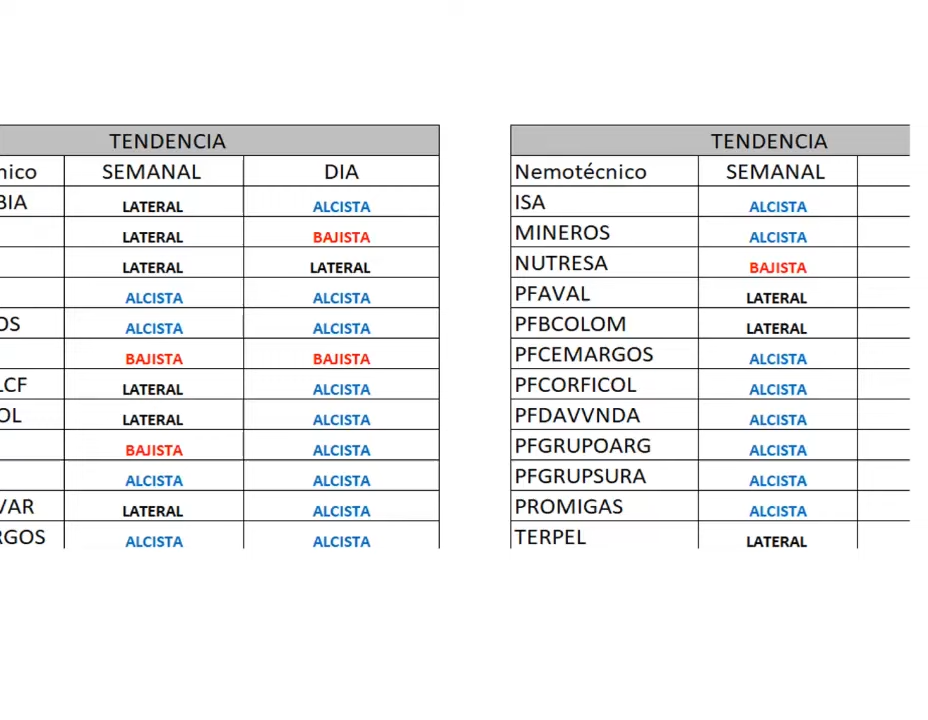 TENDENCIA
nico SEMANAL DIA
BIA LATERAL ALCISTA
LATERAL BAJISTA
LATERAL LATERAL
ALCISTA ALCISTA
OS ALCISTA ALCISTA
BAJISTA BAJISTA
LCF LATERAL ALCISTA
OL LATERAL ALCISTA
BAJISTA ALCISTA
ALCISTA ALCISTA
VAR LATERAL ALCISTA
RGOS ALCISTA ALCISTA
TENDENCIA
Nemotécnico SEMANAL
ISA ALCISTA
MINEROS ALCISTA
NUTRESA BAJISTA
PFAVAL LATERAL
PFBCOLOM LATERAL
PFCEMARGOS ALCISTA
PFCORFICOL ALCISTA
PFDAVVNDA ALCISTA
PFGRUPOARG ALCISTA
PFGRUPSURA ALCISTA
PROMIGAS ALCISTA
TERPEL LATERAL